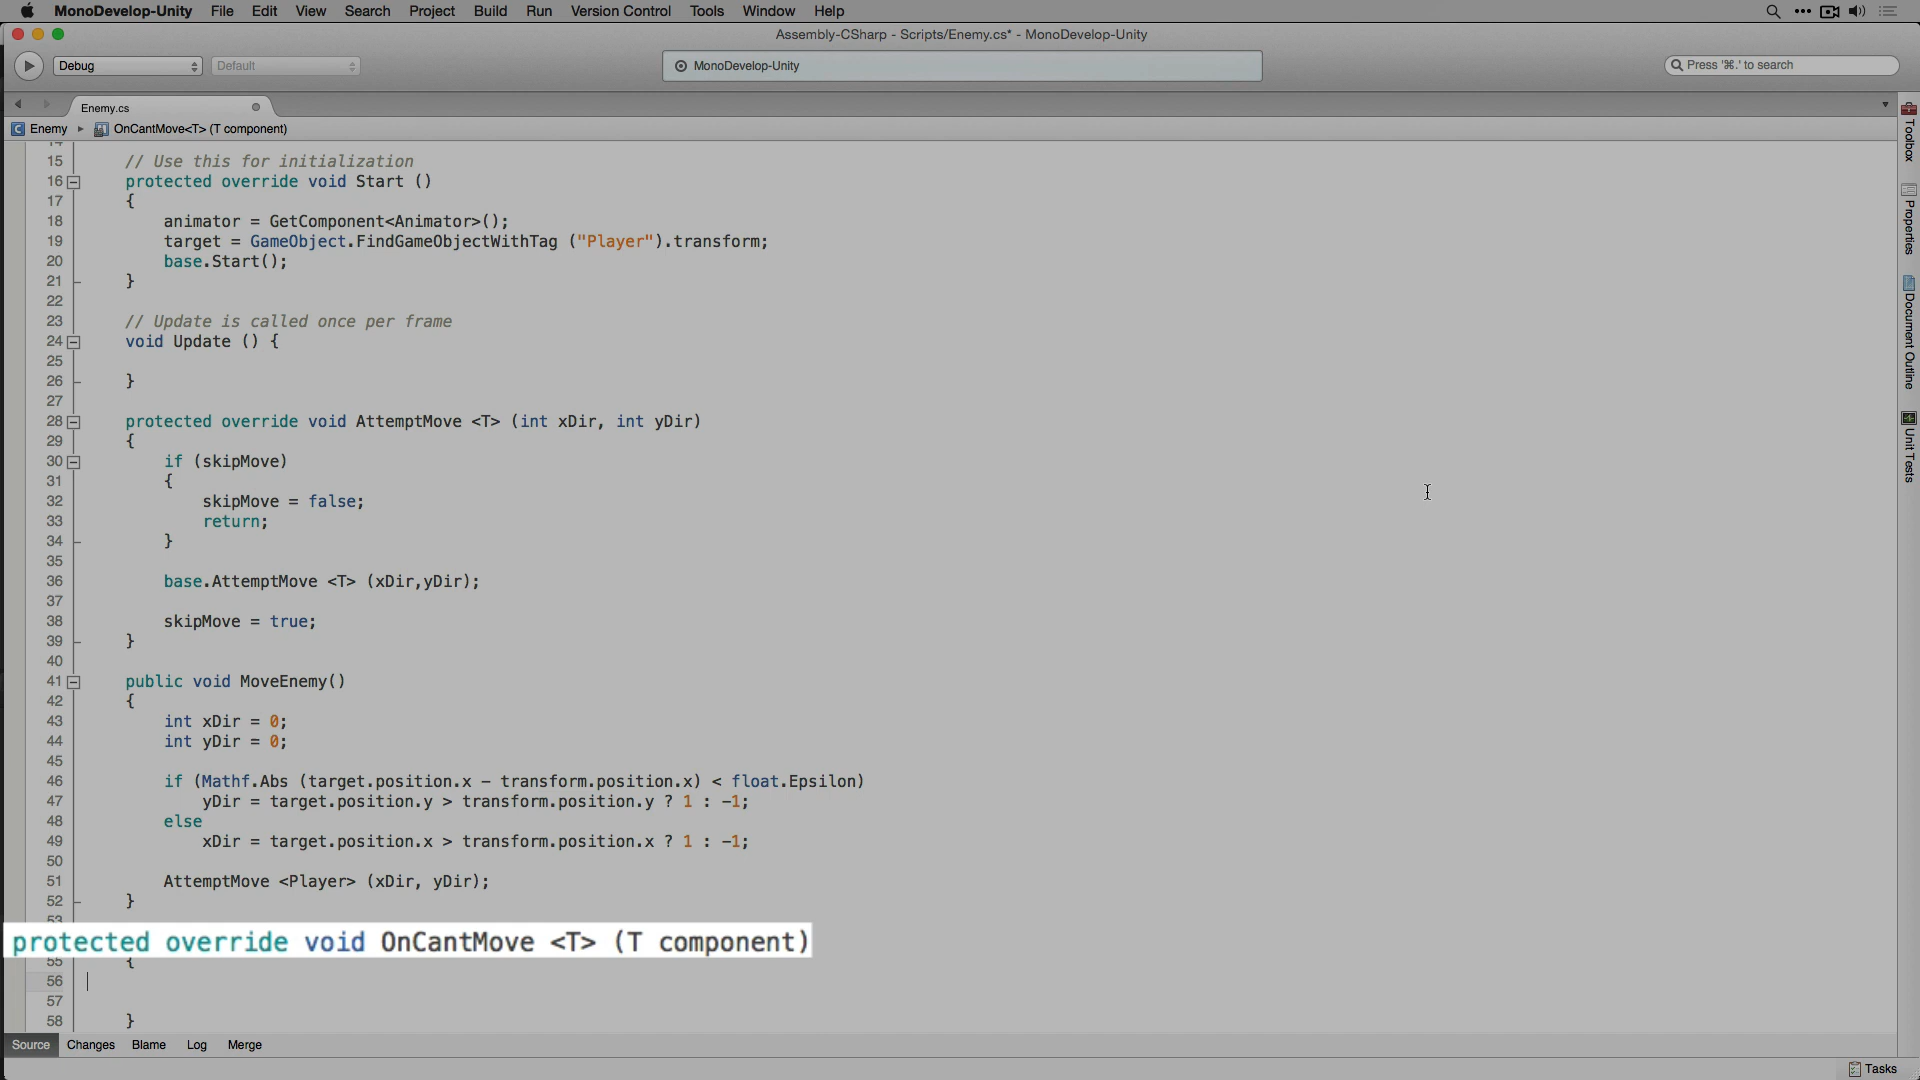 MonoDevelop-Unity File Edit View Search Project Build Run Version Control Tools Window Help
Assembly-CSharp - Scripts/Enemy.cs* - MonoDevelop-Unity
Debug Default MonoDevelop-Unity Press '⌘.' to search
Enemy.cs
C Enemy OnCantMove<T> (T component)
14
15 // Use this for initialization
16 protected override void Start ()
17 {
18 animator = GetComponent<Animator>();
19 target = GameObject.FindGameObjectWithTag ("Player").transform;
20 base.Start();
21 }
22
23 // Update is called once per frame
24 void Update () {
25
26 }
27
28 protected override void AttemptMove <T> (int xDir, int yDir)
29 {
30 if (skipMove)
31 {
32 skipMove = false;
33 return;
34 }
35
36 base.AttemptMove <T> (xDir,yDir);
37
38 skipMove = true;
39 }
40
41 public void MoveEnemy()
42 {
43 int xDir = 0;
44 int yDir = 0;
45
46 if (Mathf.Abs (target.position.x - transform.position.x) < float.Epsilon)
47 yDir = target.position.y > transform.position.y ? 1 : -1;
48 else
49 xDir = target.position.x > transform.position.x ? 1 : -1;
50
51 AttemptMove <Player> (xDir, yDir);
52 }
53
protected override void OnCantMove <T> (T component)
55 {
56
57
58 }
Source Changes Blame Log Merge
Tasks
Toolbox
Properties
Document Outline
Unit Tests